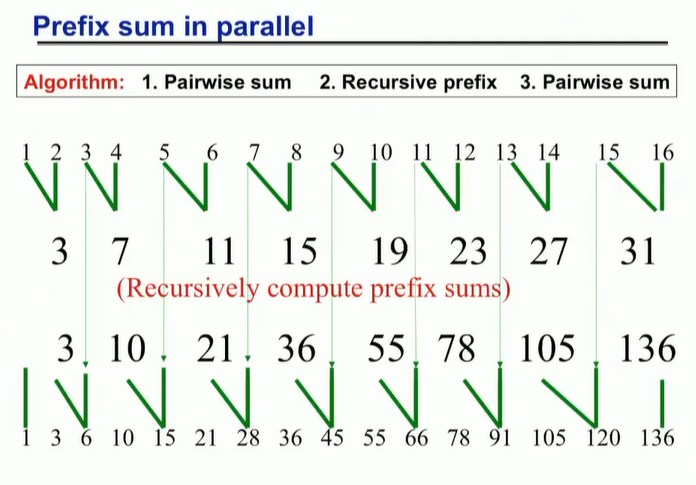 Prefix sum in parallel
Algorithm: 1. Pairwise sum 2. Recursive prefix 3. Pairwise sum
1 2 3 4 5 6 7 8 9 10 11 12 13 14 15 16
3 7 11 15 19 23 27 31
(Recursively compute prefix sums)
3 10 21 36 55 78 105 136
1 3 6 10 15 21 28 36 45 55 66 78 91 105 120 136